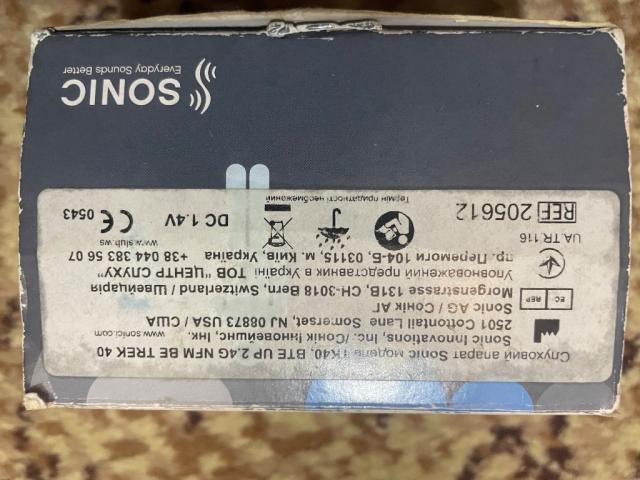 SONIC
Everyday Sounds Better
Слуховий апарат Sonic модель TK40, BTE UP 2.4G NFM BE TREK 40
Sonic Innovations, Inc. /Сонік Інновейшнс, Інк.
www.sonici.com
2501 Cottontail Lane Somerset, NJ 08873 USA / США
EC REP
Sonic AG / Сонік АГ
Morgenstrasse 131B, CH-3018 Bern, Switzerland / Швейцарія
Уповноважений представник в Україні ТОВ "ЦЕНТР СЛУХУ"
пр. Перемоги 104-Б, 03115, м. Київ, Україна +38 044 383 56 07
UA.TR.116
www.slub.ws
REF 205612
DC 1.4V
CE 0543
Термін придатності необмежений